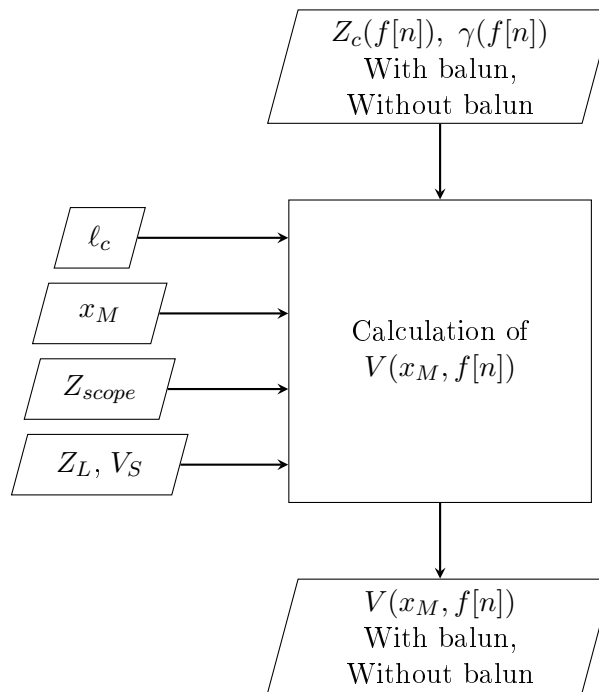 Z_c(f[n]), γ(f[n])
With balun,
Without balun
ℓ_c
x_M
Z_scope
Z_L, V_S
Calculation of
V(x_M, f[n])
V(x_M, f[n])
With balun,
Without balun